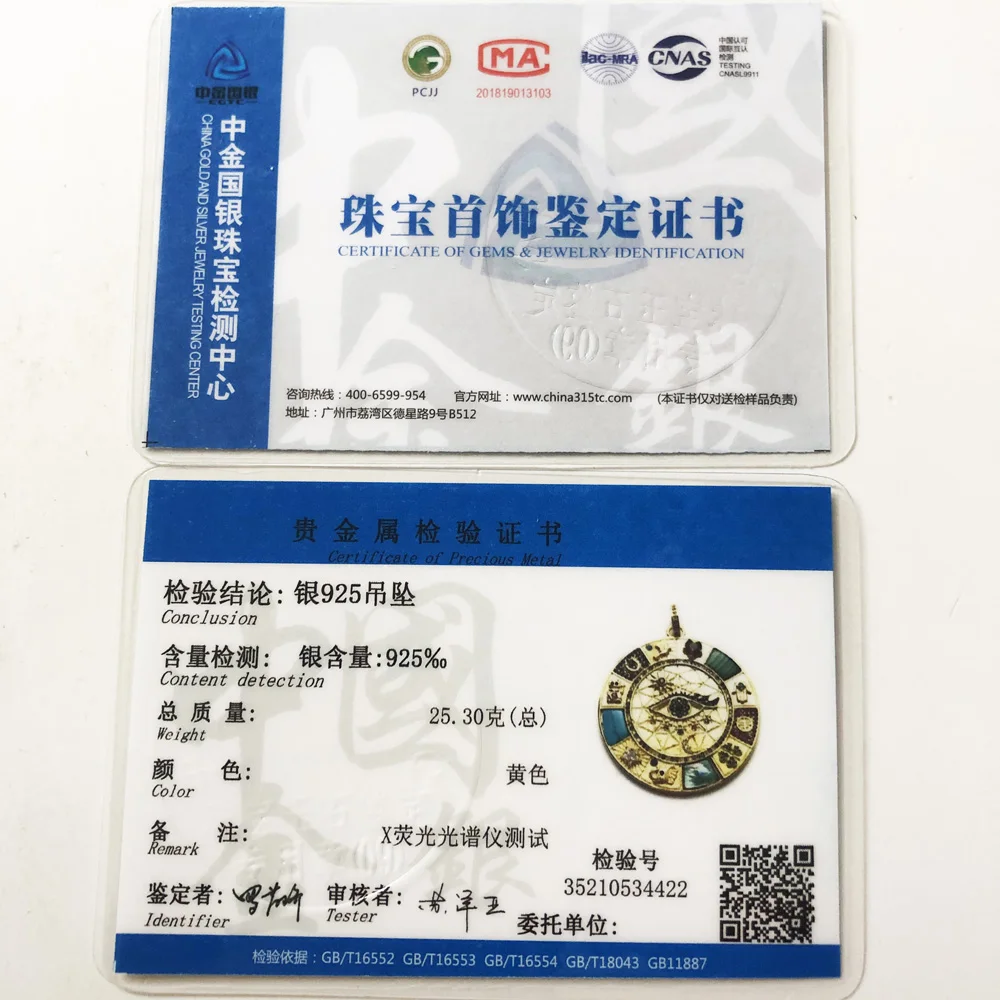 中金国银
CGTC
中金国银珠宝检测中心
CHINA GOLD AND SILVER JEWELRY TESTING CENTER
PCJJ
MA
201819013103
ilac-MRA
CNAS
中国认可
国际互认
检测
TESTING
CNASL9911
珠宝首饰鉴定证书
CERTIFICATE OF GEMS & JEWELRY IDENTIFICATION
咨询热线：400-6599-954 官方网址：www.china315tc.com (本证书仅对送检样品负责)
地址：广州市荔湾区德星路9号B512
贵金属检验证书
Certificate of Precious Metal
检验结论: 银925吊坠
Conclusion
含量检测: 银含量:925‰
Content detection
总质量: 25.30克(总)
Weight
颜色: 黄色
Color
备注: X荧光光谱仪测试
Remark
检验号
35210534422
鉴定者: 审核者:
Identifier Tester
委托单位:
检验依据：GB/T16552 GB/T16553 GB/T16554 GB/T18043 GB11887